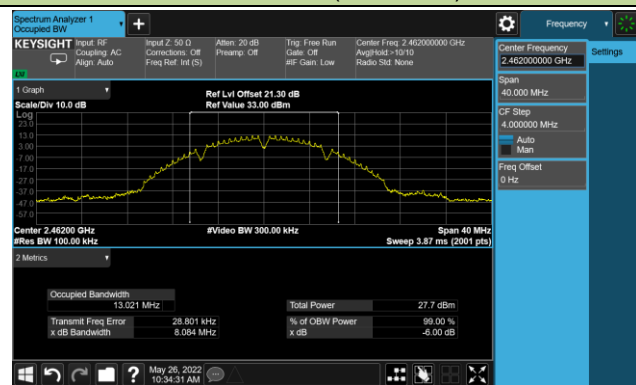 Spectrum Analyzer 1
Occupied BW
Frequency
KEYSIGHT
Input: RF
Coupling: AC
Align: Auto
Input Z: 50 Ω
Corrections: Off
Freq Ref: Int (S)
Atten: 20 dB
Preamp: Off
Trig: Free Run
Gate: Off
#IF Gain: Low
Center Freq: 2.462000000 GHz
Avg|Hold:>10/10
Radio Std: None
Center Frequency
2.462000000 GHz
Settings
Span
40.000 MHz
CF Step
4.000000 MHz
Auto
Man
Freq Offset
0 Hz
1 Graph
Scale/Div 10.0 dB
Ref Lvl Offset 21.30 dB
Ref Value 33.00 dBm
Log
23.0
13.0
3.00
-7.00
-17.0
-27.0
-37.0
-47.0
-57.0
Center 2.46200 GHz
#Video BW 300.00 kHz
Span 40 MHz
#Res BW 100.00 kHz
Sweep 3.87 ms (2001 pts)
2 Metrics
Occupied Bandwidth
13.021 MHz
Total Power 27.7 dBm
Transmit Freq Error 28.801 kHz
% of OBW Power 99.00 %
x dB Bandwidth 8.084 MHz
x dB -6.00 dB
?
May 26, 2022
10:34:31 AM